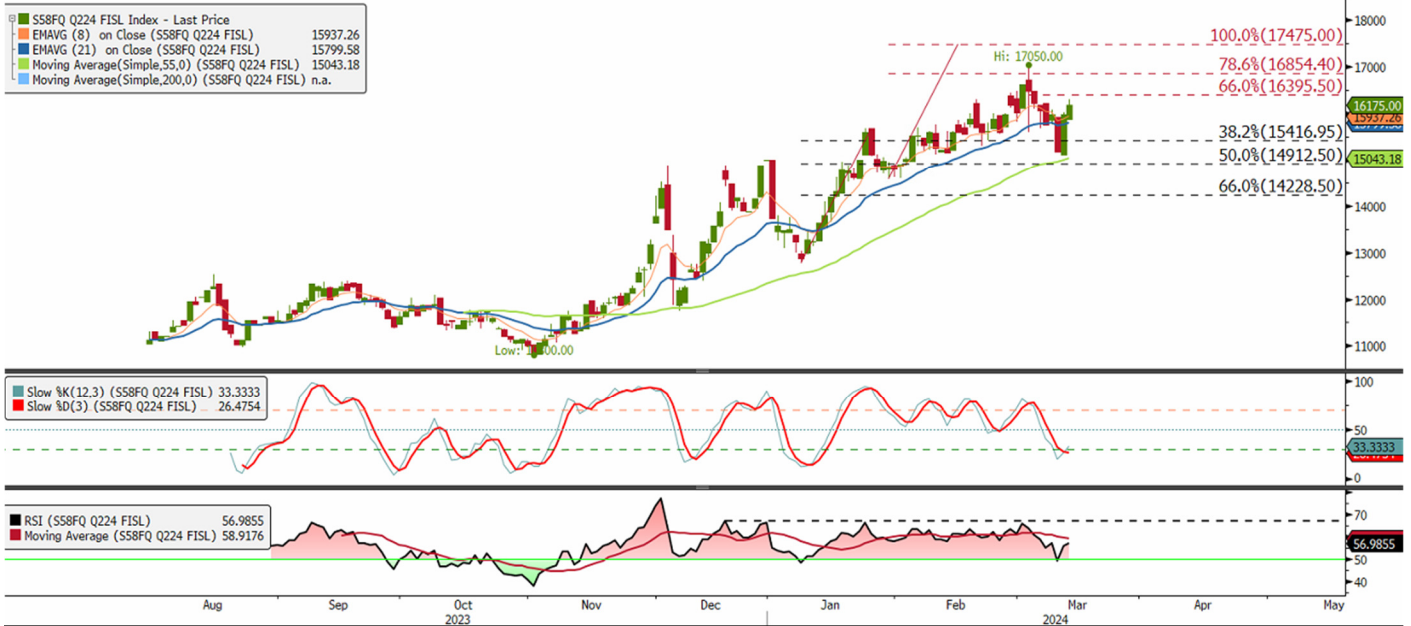 S58FQ Q224 FISL Index - Last Price
EMAVG (8) on Close (S58FQ Q224 FISL) 15937.26
EMAVG (21) on Close (S58FQ Q224 FISL) 15799.58
Moving Average(Simple,55,0) (S58FQ Q224 FISL) 15043.18
Moving Average(Simple,200,0) (S58FQ Q224 FISL) n.a.
18000
100.0%(17475.00)
Hi: 17050.00
78.6%(16854.40)
17000
66.0%(16395.50)
16175.00
15937.26
38.2%(15416.95)
50.0%(14912.50)
15043.18
66.0%(14228.50)
14000
13000
12000
11000
Low:
Slow %K(12,3) (S58FQ Q224 FISL) 33.3333
Slow %D(3) (S58FQ Q224 FISL) 26.4754
100
50
33.3333
0
RSI (S58FQ Q224 FISL) 56.9855
Moving Average (S58FQ Q224 FISL) 58.9176
70
56.9855
50
40
Aug Sep Oct Nov Dec Jan Feb Mar Apr May
2023 2024